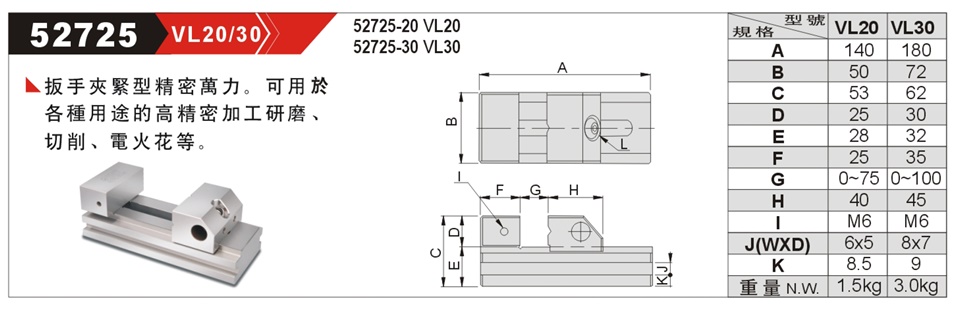 52725
VL20/30
52725-20 VL20
52725-30 VL30
扳手夾緊型精密萬力。可用於
各種用途的高精密加工研磨、
切削、電火花等。
A
B
L
I
F
G
H
C
D
E
J
K
型號
規格
VL20 VL30
A 140 180
B 50 72
C 53 62
D 25 30
E 28 32
F 25 35
G 0~75 0~100
H 40 45
I M6 M6
J(WXD) 6x5 8x7
K 8.5 9
重量 N.W. 1.5kg 3.0kg